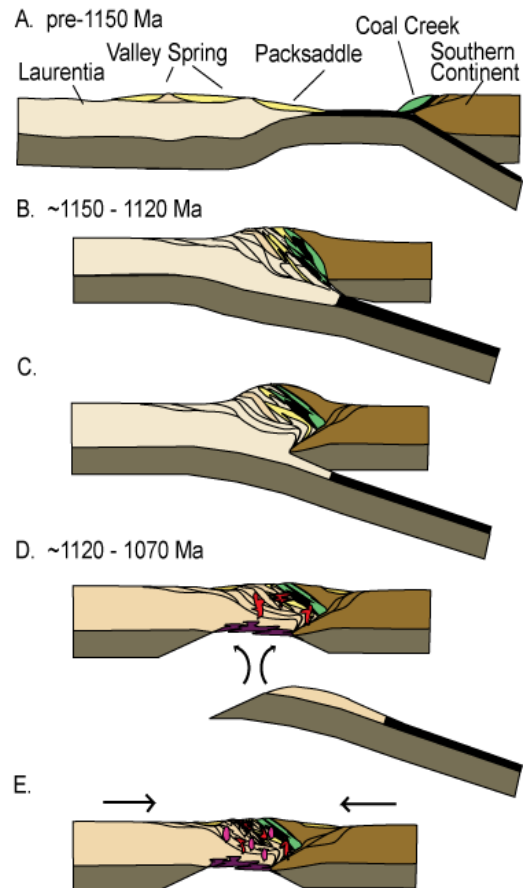 A. pre-1150 Ma
Coal Creek
Valley Spring
Packsaddle
Southern
Continent
Laurentia
B. ~1150 - 1120 Ma
C.
D. ~1120 - 1070 Ma
E.